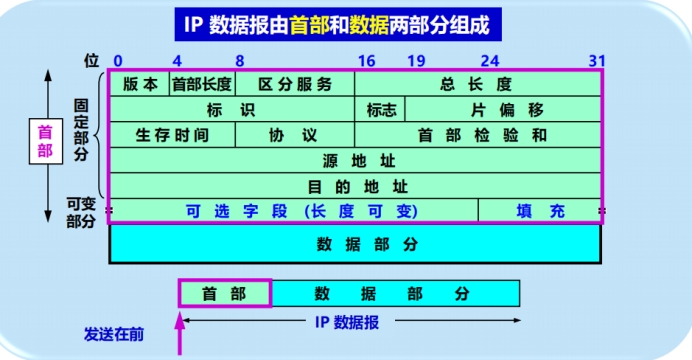 IP 数据报由首部和数据两部分组成
位 0 4 8 16 19 24 31
版本 首部长度 区分服务 总长度
标识 标志 片偏移
生存时间 协议 首部检验和
源地址
目的地址
可选字段 (长度可变) 填充
数据部分
首部
固定部分
可变部分
首部 数据部分
IP 数据报
发送在前